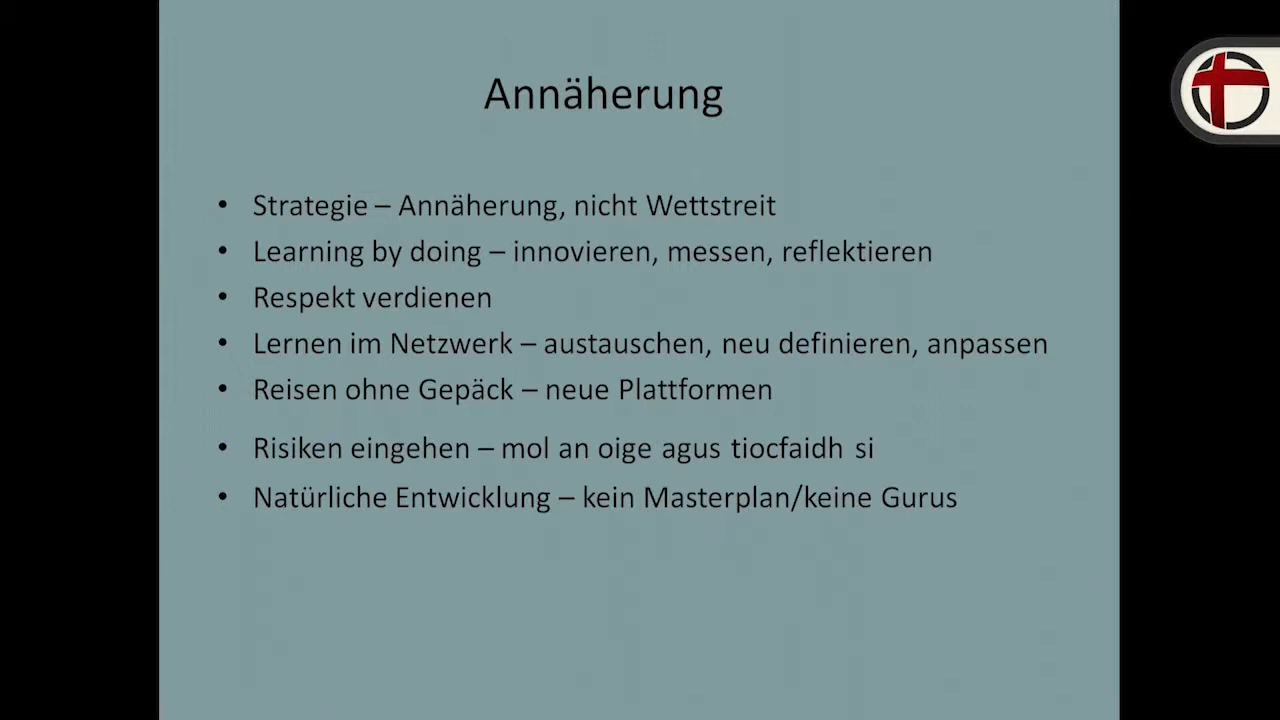 Annäherung
• Strategie – Annäherung, nicht Wettstreit
• Learning by doing – innovieren, messen, reflektieren
• Respekt verdienen
• Lernen im Netzwerk – austauschen, neu definieren, anpassen
• Reisen ohne Gepäck – neue Plattformen
• Risiken eingehen – mol an oige agus tiocfaidh si
• Natürliche Entwicklung – kein Masterplan/keine Gurus